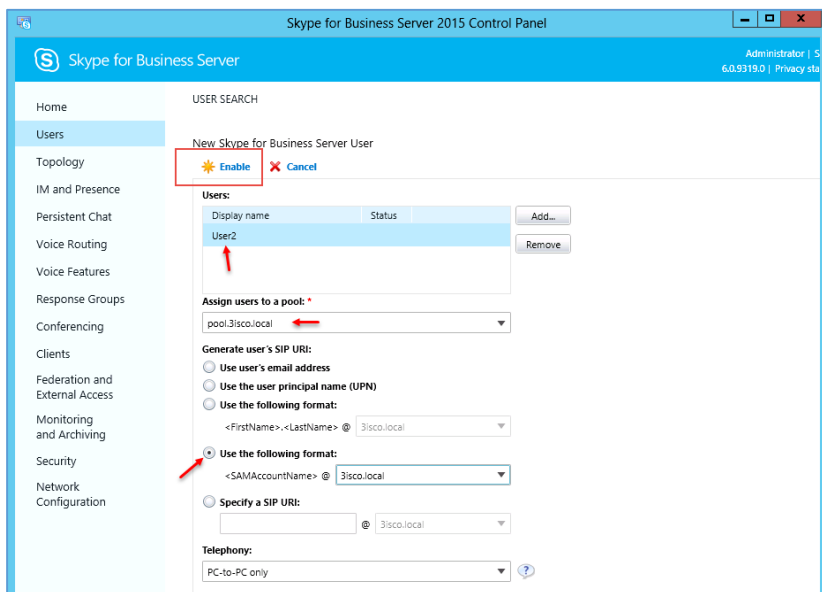 Skype for Business Server 2015 Control Panel
Skype for Business Server
Administrator | S
6.0.9319.0 | Privacy sta
Home
Users
Topology
IM and Presence
Persistent Chat
Voice Routing
Voice Features
Response Groups
Conferencing
Clients
Federation and
External Access
Monitoring
and Archiving
Security
Network
Configuration
USER SEARCH
New Skype for Business Server User
Enable Cancel
Users:
Display name Status
User2
Add...
Remove
Assign users to a pool: *
pool.3isco.local
Generate user's SIP URI:
Use user's email address
Use the user principal name (UPN)
Use the following format:
<FirstName>.<LastName> @ 3isco.local
Use the following format:
<SAMAccountName> @ 3isco.local
Specify a SIP URI:
@ 3isco.local
Telephony:
PC-to-PC only ?